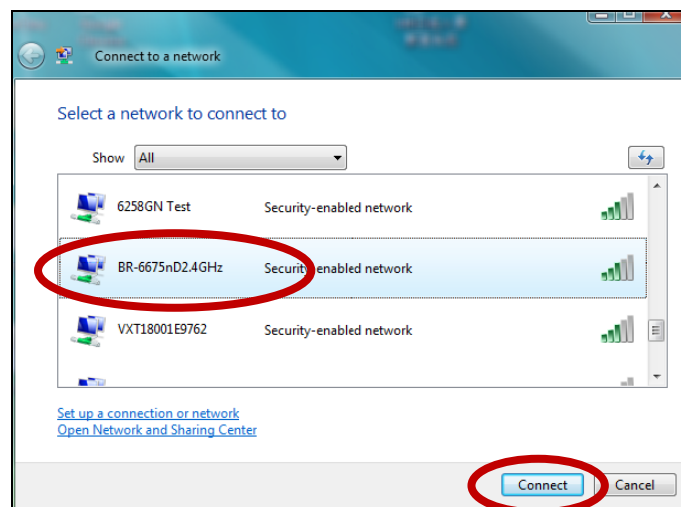 Connect to a network
Select a network to connect to
Show All
6258GN Test Security-enabled network
BR-6675nD2.4GHz Security-enabled network
VXT18001E9762 Security-enabled network
Set up a connection or network
Open Network and Sharing Center
Connect Cancel